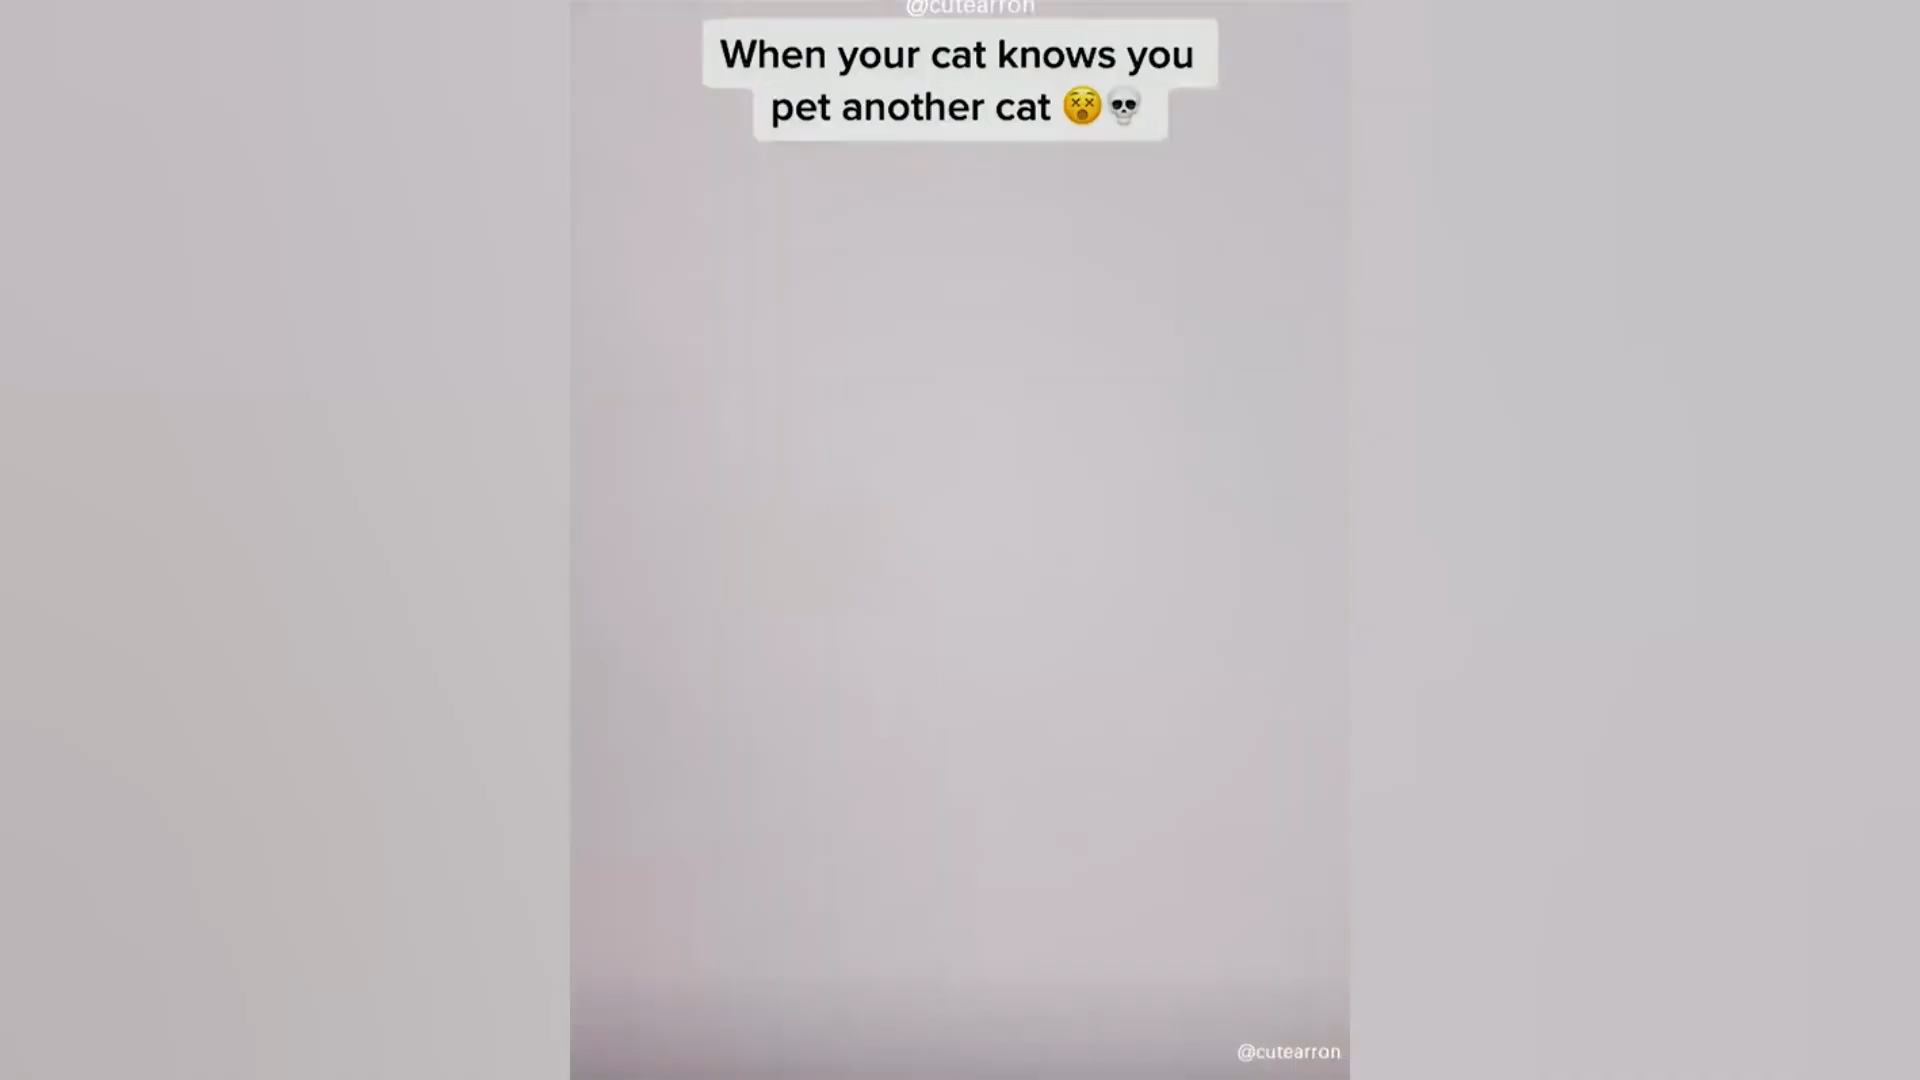 @cutearron
When your cat knows you
pet another cat 😵💀
@cutearron